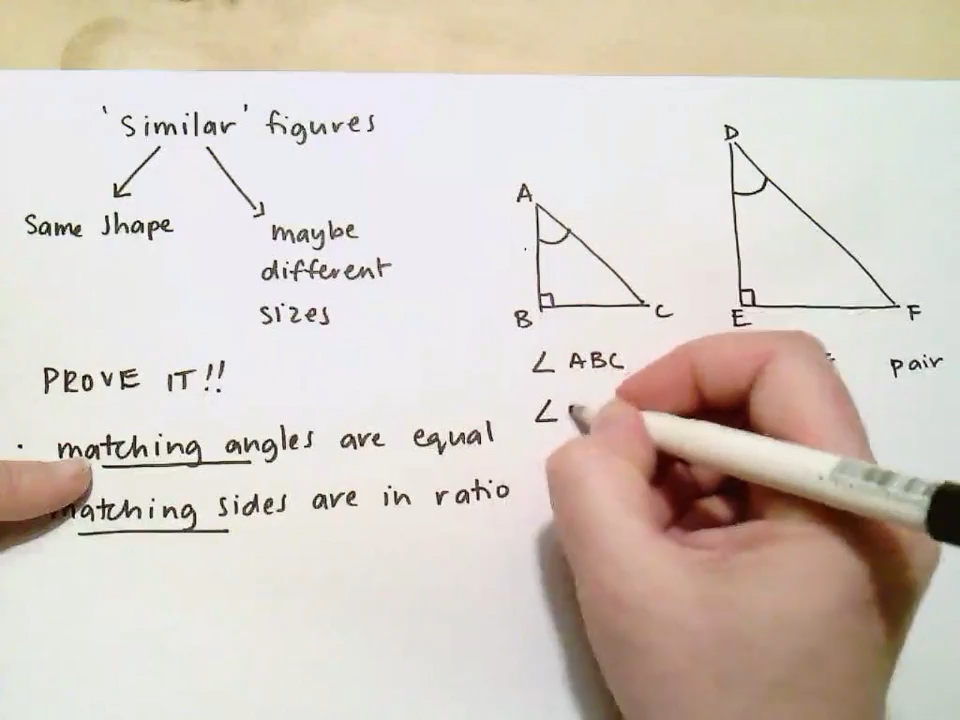 'Similar' figures
Same shape
maybe
different
sizes
PROVE IT!!
· matching angles are equal
matching sides are in ratio
A
B
C
D
E
F
∠ ABC pair
∠